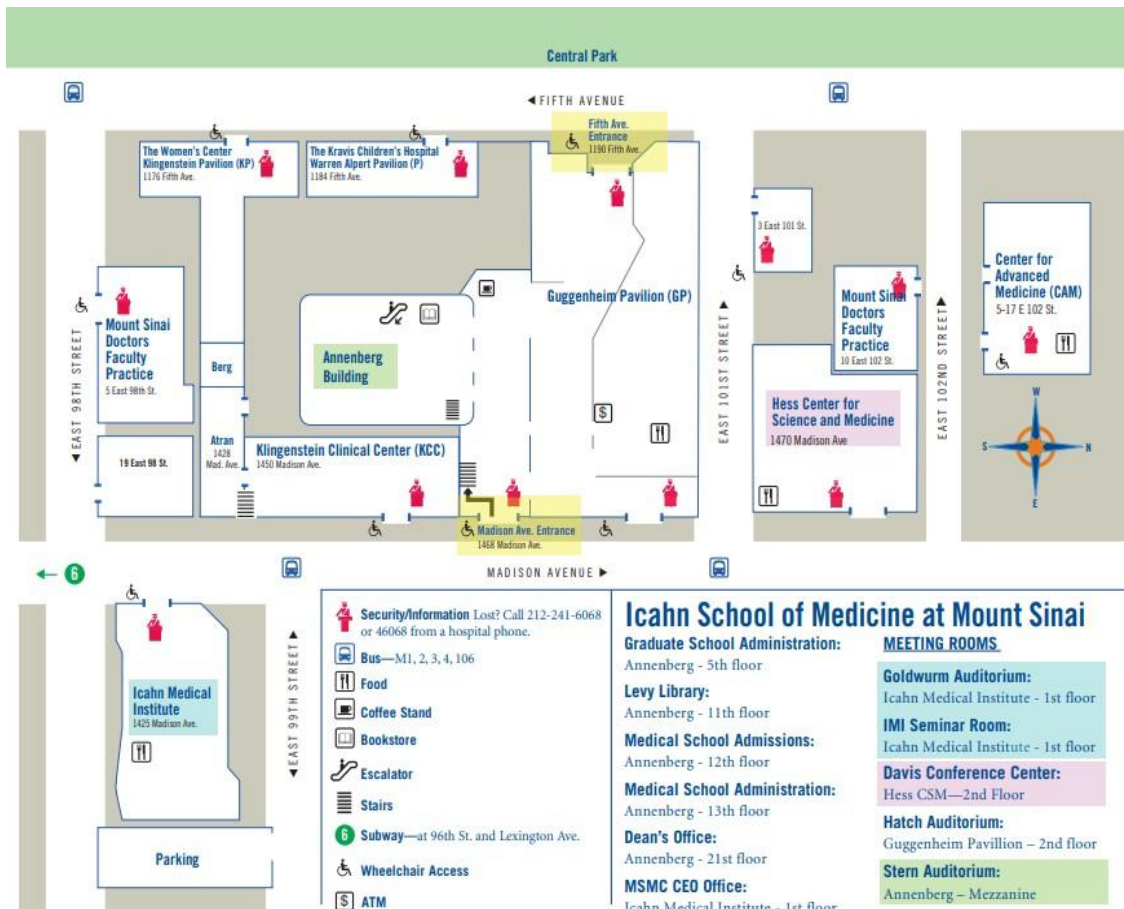 Central Park
◄ FIFTH AVENUE
Fifth Ave.
Entrance
1190 Fifth Ave.
The Women's Center
Klingenstein Pavilion (KP)
1176 Fifth Ave.
The Kravis Children's Hospital
Warren Alpert Pavilion (P)
1184 Fifth Ave.
3 East 101 St.
Center for
Advanced
Medicine (CAM)
5-17 E 102 St.
Guggenheim Pavilion (GP)
Mount Sinai
Doctors
Faculty
Practice
10 East 102 St.
Mount Sinai
Doctors
Faculty
Practice
5 East 98th St.
◄ EAST 98TH STREET
Annenberg
Building
Berg
EAST 101ST STREET ►
EAST 102ND STREET ►
Hess Center for
Science and Medicine
1470 Madison Ave
W
S
N
E
$
19 East 98 St.
Atran
1428
Mad. Ave.
Klingenstein Clinical Center (KCC)
1450 Madison Ave.
Madison Ave. Entrance
1468 Madison Ave.
6
MADISON AVENUE ►
◄ EAST 99TH STREET ►
Icahn Medical
Institute
1425 Madison Ave.
Parking
Security/Information Lost? Call 212-241-6068
or 46068 from a hospital phone.
Bus—M1, 2, 3, 4, 106
Food
Coffee Stand
Bookstore
Escalator
Stairs
6 Subway—at 96th St. and Lexington Ave.
Wheelchair Access
$ ATM
Icahn School of Medicine at Mount Sinai
Graduate School Administration:
Annenberg - 5th floor
Levy Library:
Annenberg - 11th floor
Medical School Admissions:
Annenberg - 12th floor
Medical School Administration:
Annenberg - 13th floor
Dean's Office:
Annenberg - 21st floor
MSMC CEO Office:
Icahn Medical Institute - 1st floor
MEETING ROOMS
Goldwurm Auditorium:
Icahn Medical Institute - 1st floor
IMI Seminar Room:
Icahn Medical Institute - 1st floor
Davis Conference Center:
Hess CSM—2nd Floor
Hatch Auditorium:
Guggenheim Pavillion – 2nd floor
Stern Auditorium:
Annenberg – Mezzanine